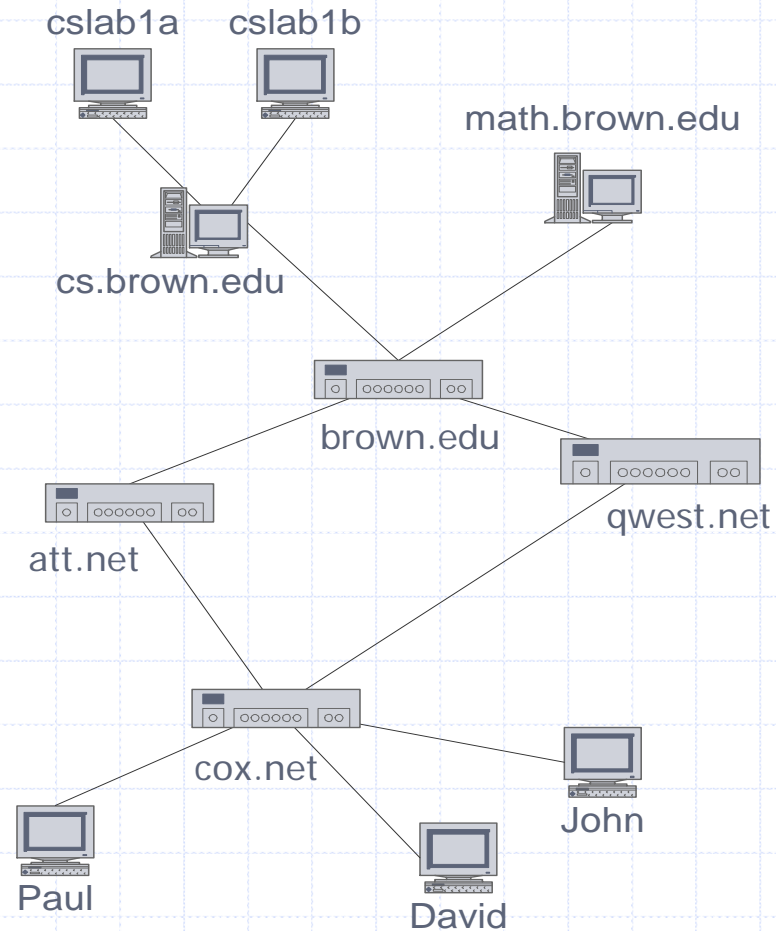 cslab1a
cslab1b
math.brown.edu
cs.brown.edu
brown.edu
qwest.net
att.net
cox.net
John
Paul
David